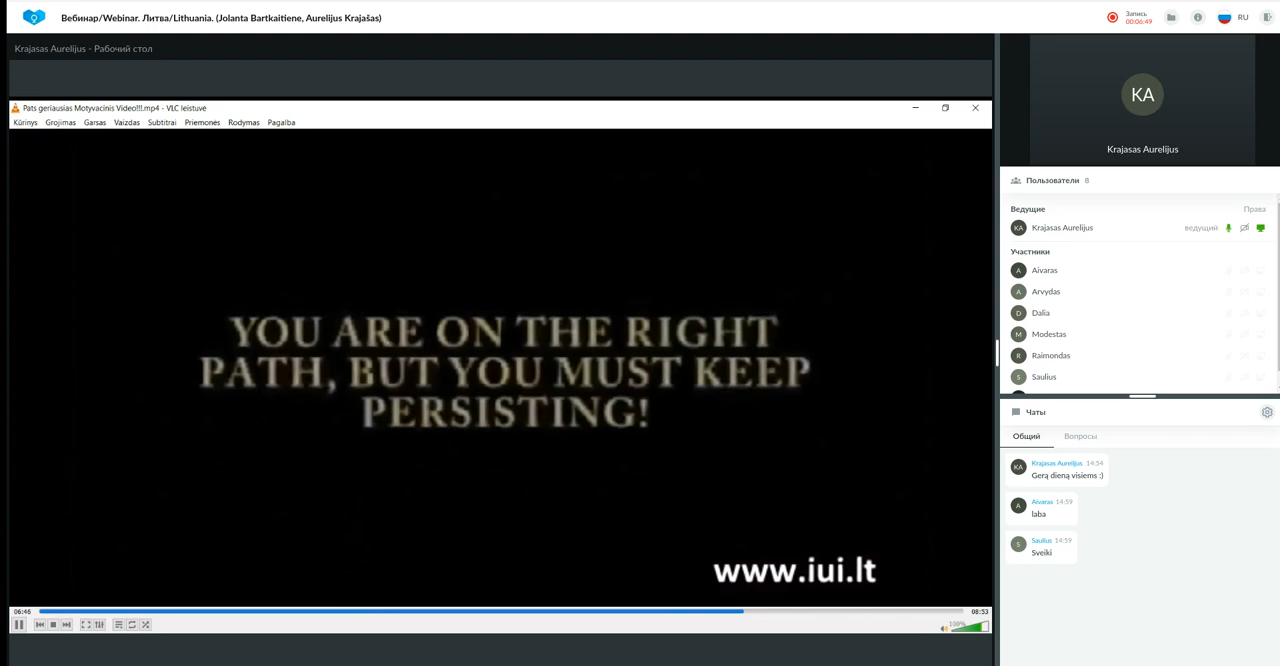 Вебинар/Webinar. Литва/Lithuania. (Jolanta Bartkaitiene, Aurelijus Krajašas)
Запись
00:06:49
RU
Krajasas Aurelijus - Рабочий стол
Pats geriausias Motyvacinis Video!!!.mp4 - VLC leistuvė
Kūrinys Grojimas Garsas Vaizdas Subtitrai Priemonės Rodymas Pagalba
YOU ARE ON THE RIGHT
PATH, BUT YOU MUST KEEP
PERSISTING!
www.iui.lt
06:46
08:53
100%
KA
Krajasas Aurelijus
Пользователи 8
Ведущие Права
KA Krajasas Aurelijus ведущий
Участники
A Aivaras
A Arvydas
D Dalia
M Modestas
R Raimondas
S Saulius
Чаты
Общий Вопросы
KA Krajasas Aurelijus 14:54
Gerą dieną visiems :)
A Aivaras 14:59
laba
S Saulius 14:59
Sveiki